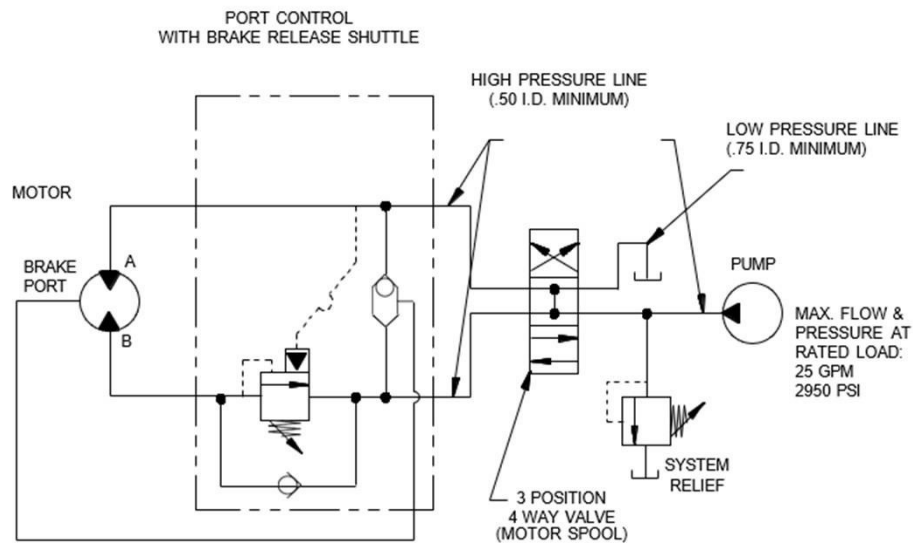 PORT CONTROL
WITH BRAKE RELEASE SHUTTLE
HIGH PRESSURE LINE
(.50 I.D. MINIMUM)
LOW PRESSURE LINE
(.75 I.D. MINIMUM)
MOTOR
BRAKE
PORT
A
B
PUMP
MAX. FLOW &
PRESSURE AT
RATED LOAD:
25 GPM
2950 PSI
SYSTEM
RELIEF
3 POSITION
4 WAY VALVE
(MOTOR SPOOL)